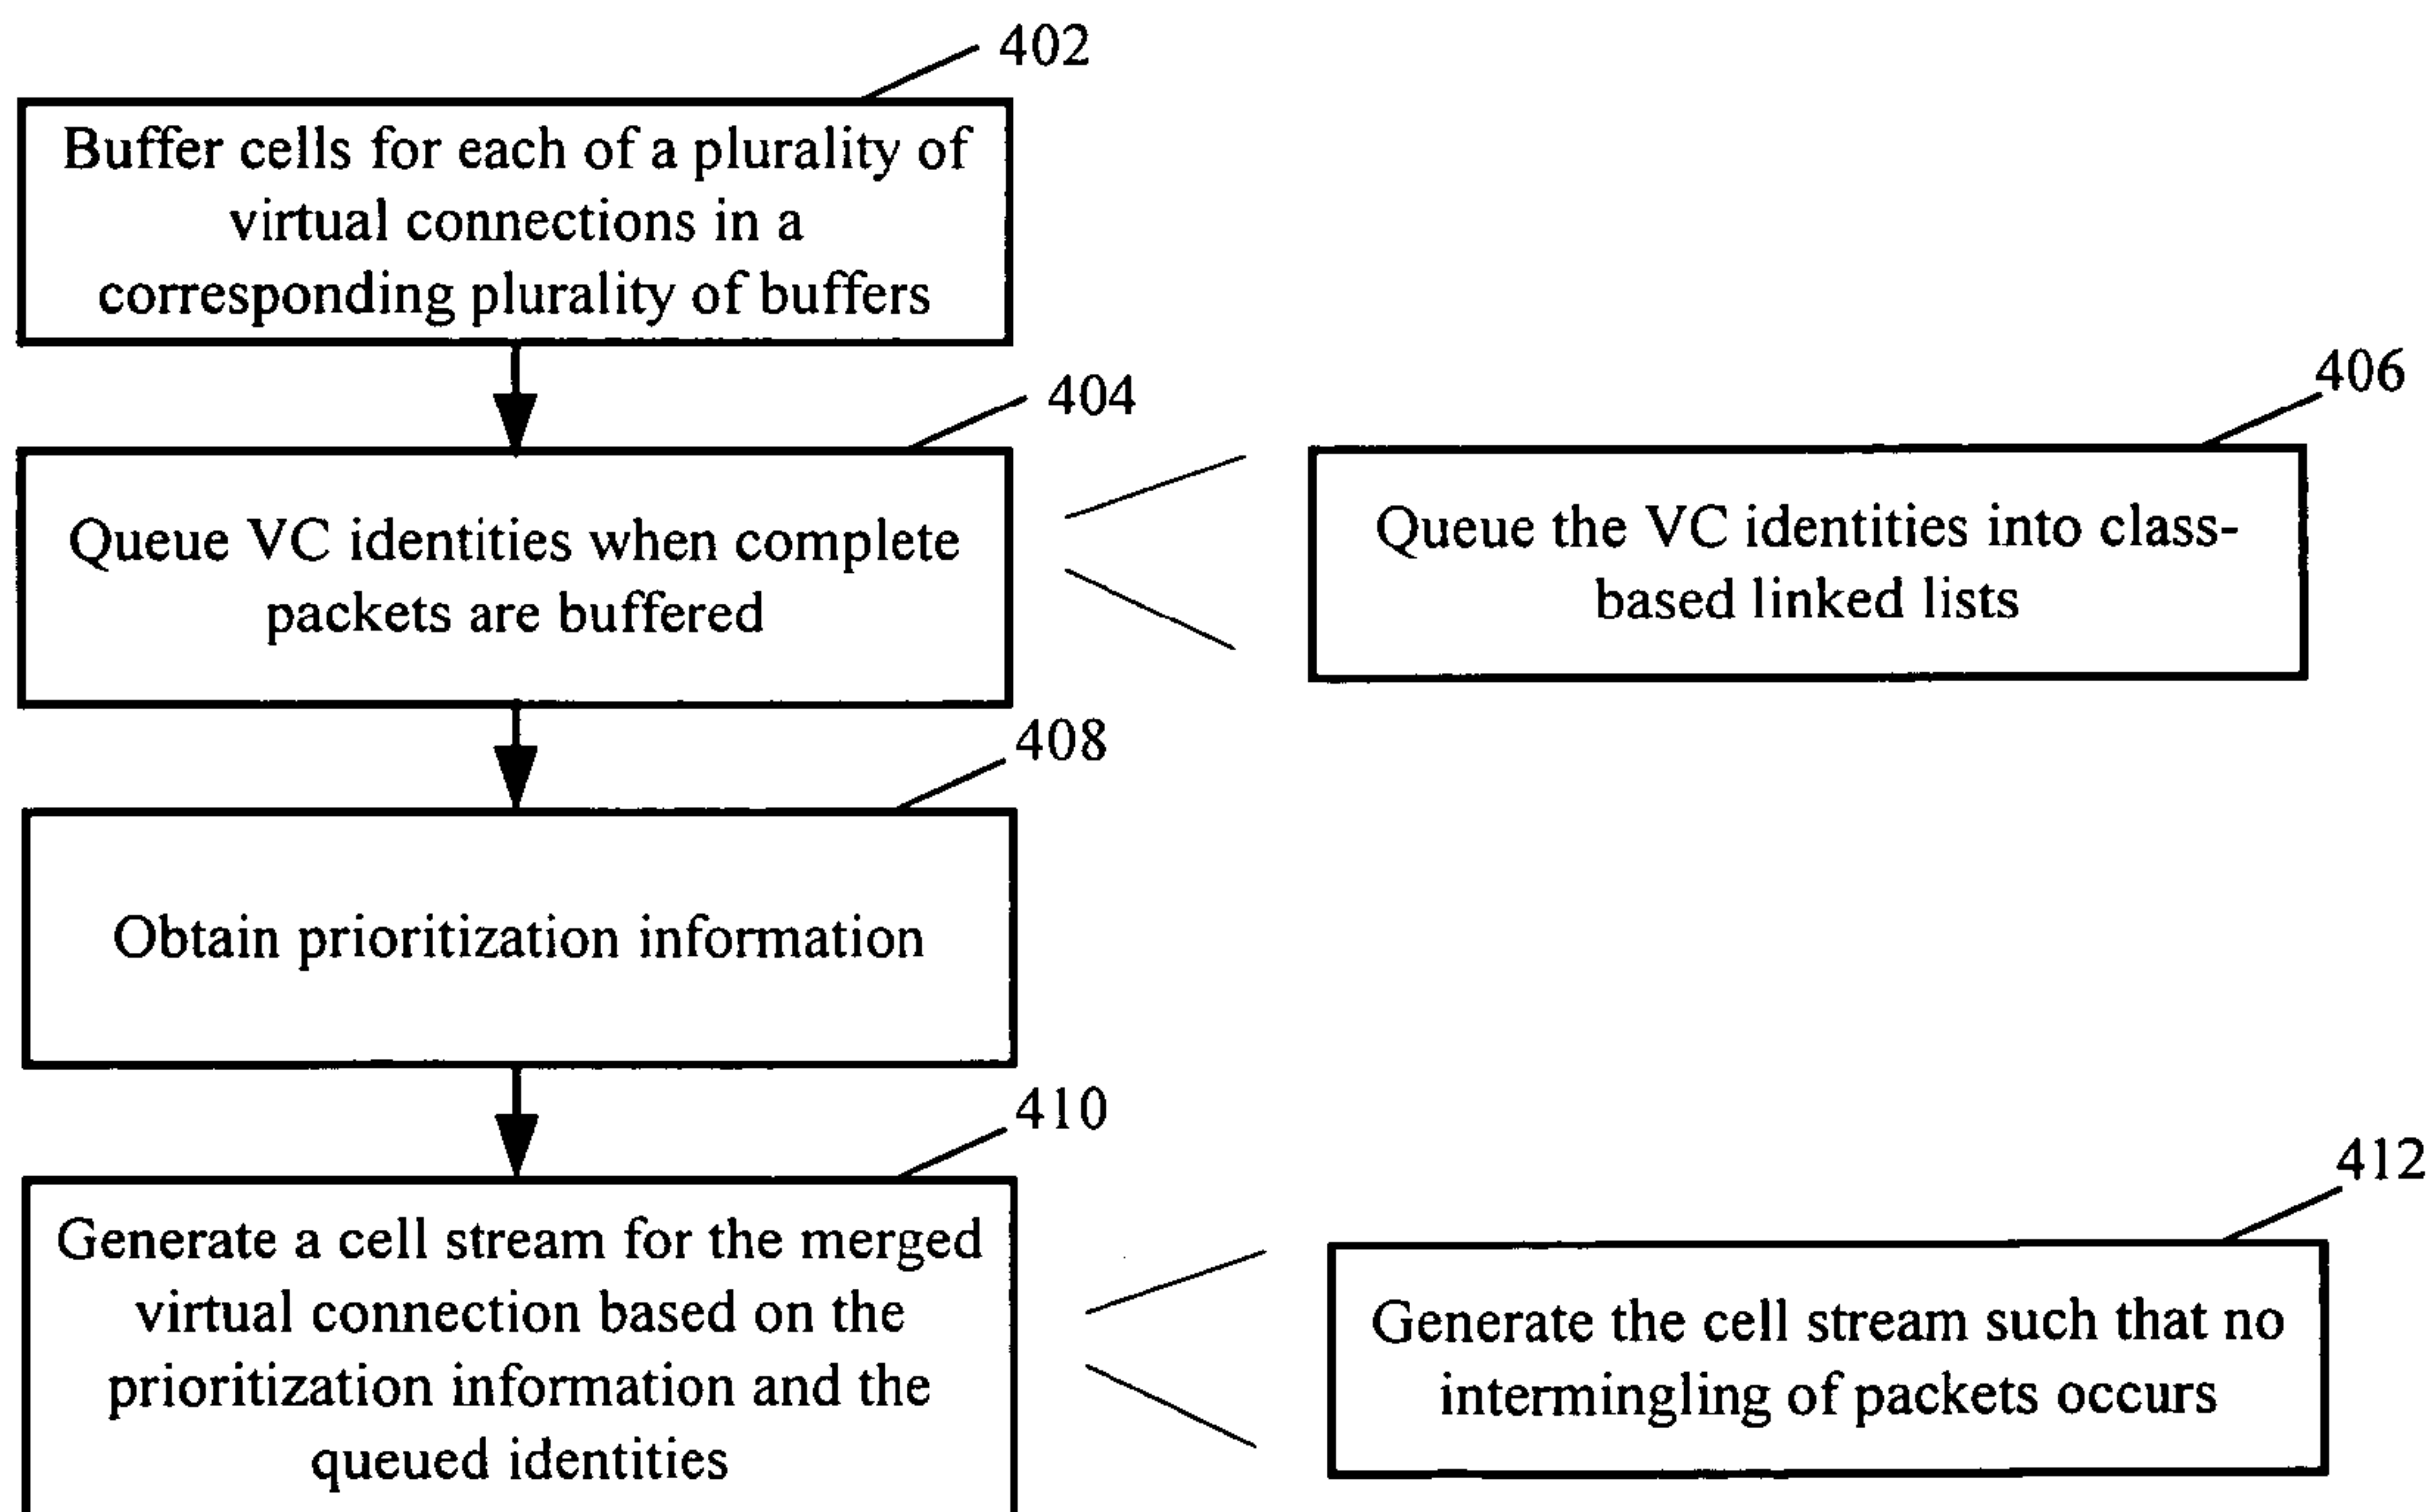 402
Buffer cells for each of a plurality of
virtual connections in a
corresponding plurality of buffers
404
Queue VC identities when complete
packets are buffered
406
Queue the VC identities into class-
based linked lists
408
Obtain prioritization information
410
Generate a cell stream for the merged
virtual connection based on the
prioritization information and the
queued identities
412
Generate the cell stream such that no
intermingling of packets occurs